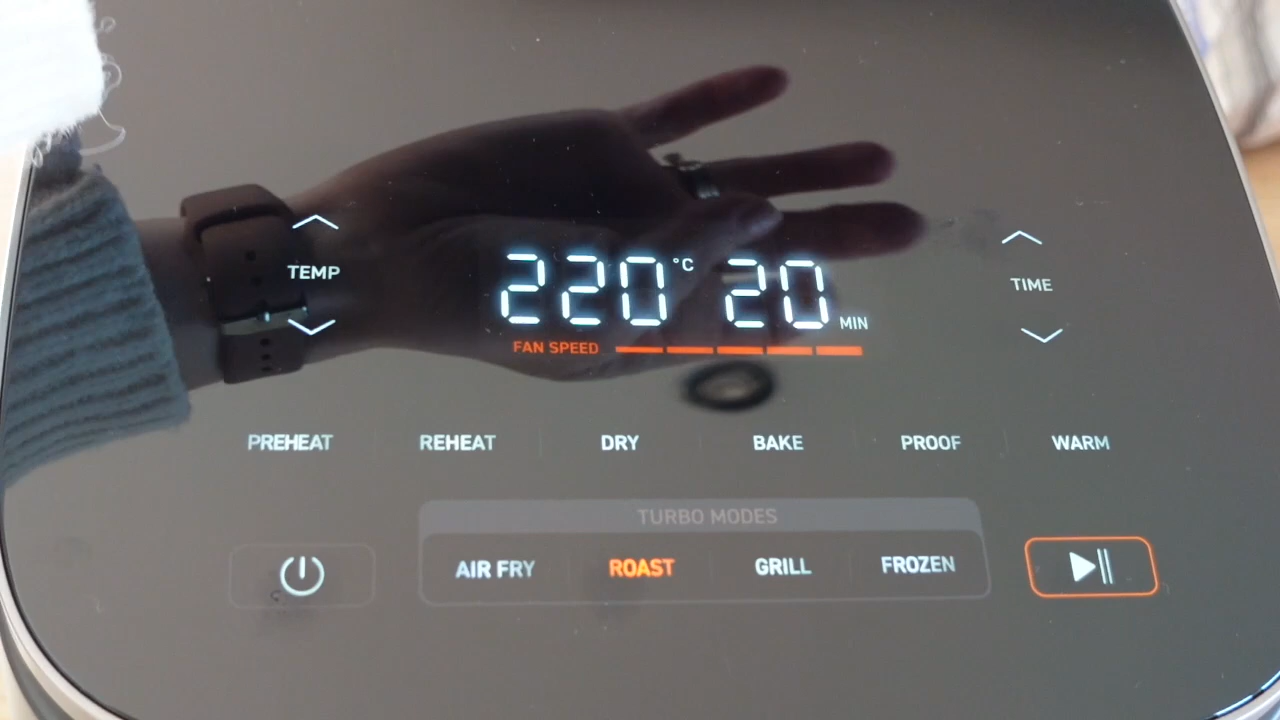 TEMP
220 °C 20 MIN
TIME
FAN SPEED
PREHEAT REHEAT DRY BAKE PROOF WARM
TURBO MODES
AIR FRY ROAST GRILL FROZEN